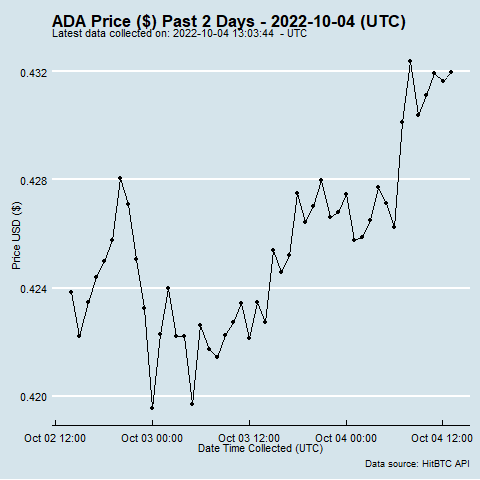 ADA Price ($) Past 2 Days - 2022-10-04 (UTC)
Latest data collected on: 2022-10-04 13:03:44 - UTC
0.432
0.428
0.424
0.420
Price USD ($)
Oct 02 12:00 Oct 03 00:00 Oct 03 12:00 Oct 04 00:00 Oct 04 12:00
Date Time Collected (UTC)
Data source: HitBTC API